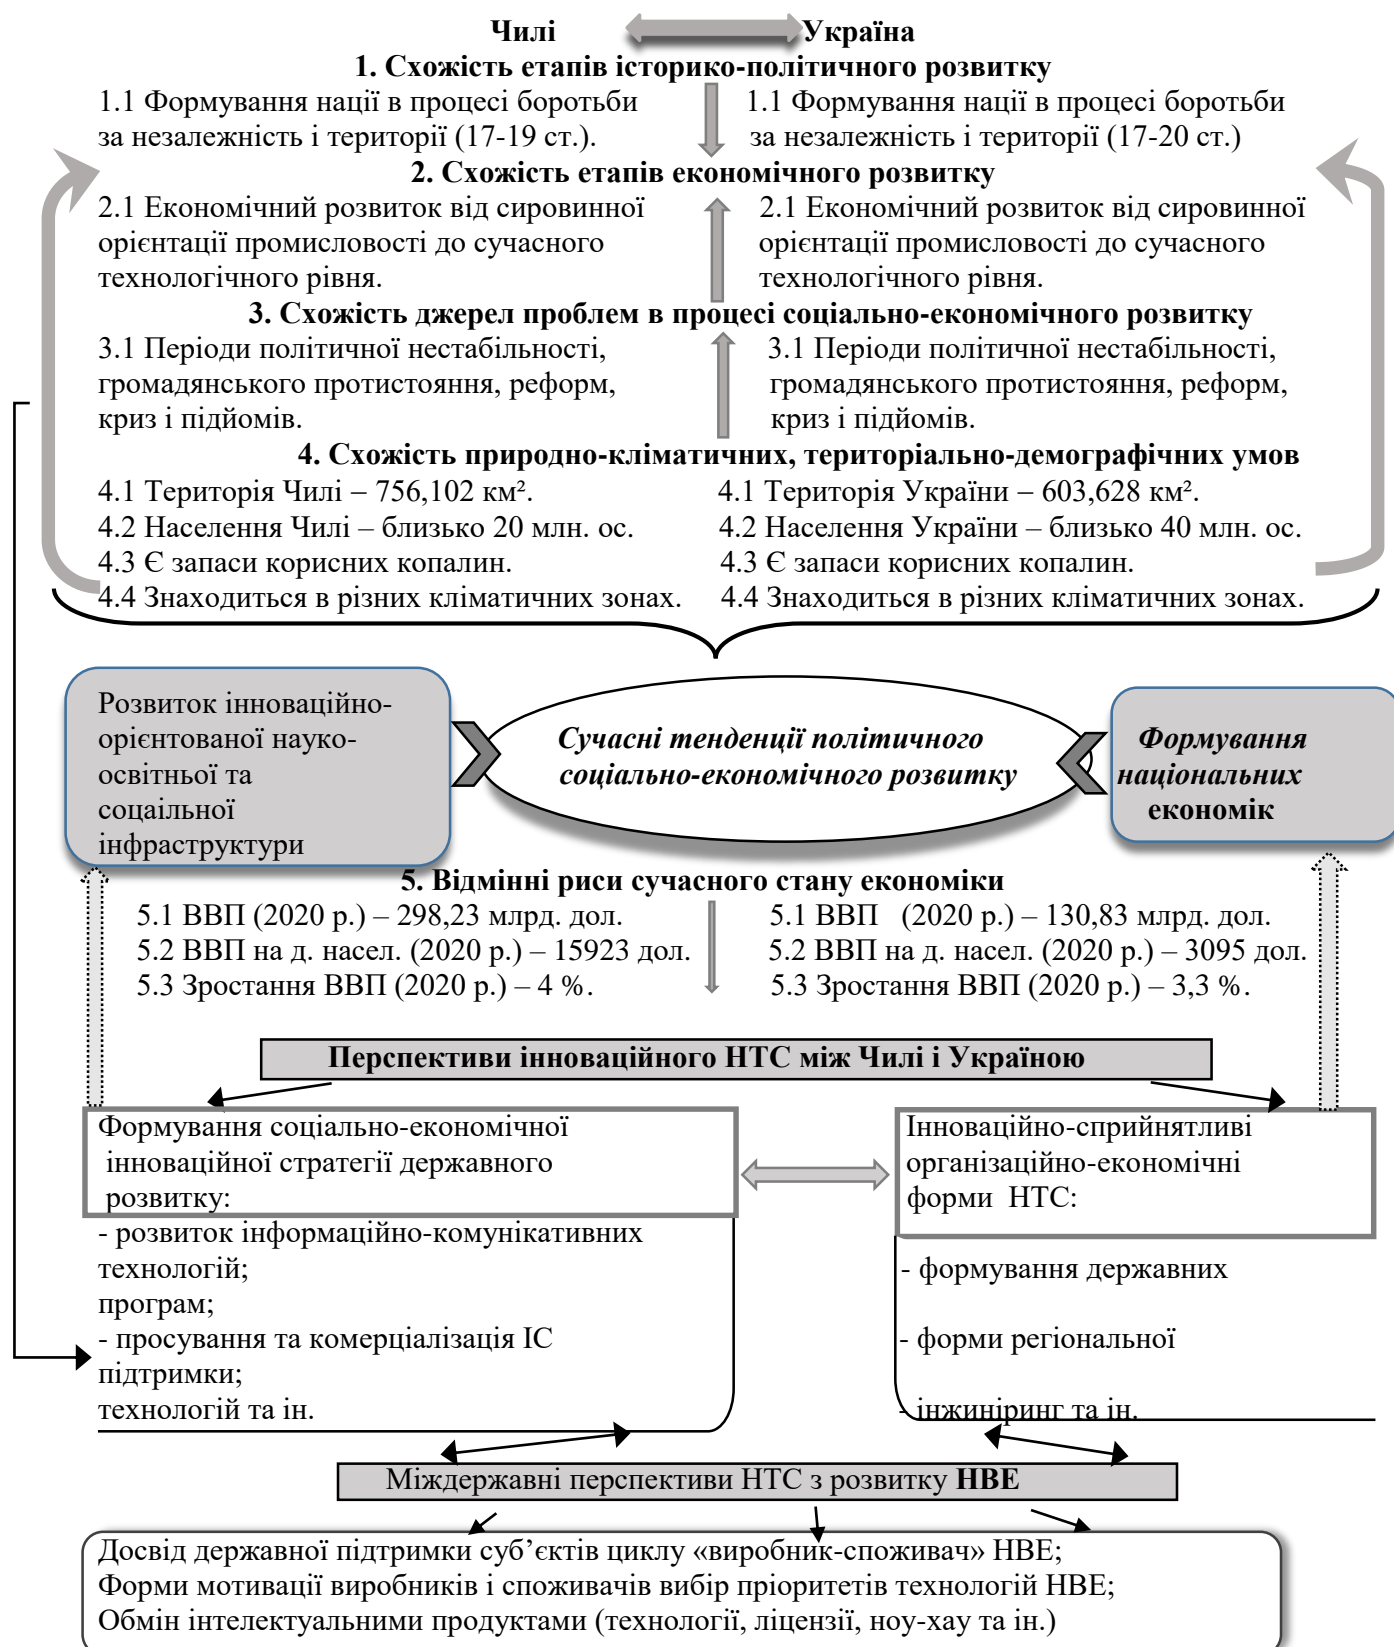 Чилі Україна
1. Схожість етапів історико-політичного розвитку
1.1 Формування нації в процесі боротьби
за незалежність і території (17-19 ст.).
1.1 Формування нації в процесі боротьби
за незалежність і території (17-20 ст.)
2. Схожість етапів економічного розвитку
2.1 Економічний розвиток від сировинної
орієнтації промисловості до сучасного
технологічного рівня.
2.1 Економічний розвиток від сировинної
орієнтації промисловості до сучасного
технологічного рівня.
3. Схожість джерел проблем в процесі соціально-економічного розвитку
3.1 Періоди політичної нестабільності,
громадянського протистояння, реформ,
криз і підйомів.
3.1 Періоди політичної нестабільності,
громадянського протистояння, реформ,
криз і підйомів.
4. Схожість природно-кліматичних, територіально-демографічних умов
4.1 Територія Чилі – 756,102 км².
4.2 Населення Чилі – близько 20 млн. ос.
4.3 Є запаси корисних копалин.
4.4 Знаходиться в різних кліматичних зонах.
4.1 Територія України – 603,628 км².
4.2 Населення України – близько 40 млн. ос.
4.3 Є запаси корисних копалин.
4.4 Знаходиться в різних кліматичних зонах.
Розвиток інноваційно-
орієнтованої науко-
освітньої та
соцаільної
інфраструктури
Сучасні тенденції політичного
соціально-економічного розвитку
Формування
національних
економік
5. Відмінні риси сучасного стану економіки
5.1 ВВП (2020 р.) – 298,23 млрд. дол.
5.2 ВВП на д. насел. (2020 р.) – 15923 дол.
5.3 Зростання ВВП (2020 р.) – 4 %.
5.1 ВВП (2020 р.) – 130,83 млрд. дол.
5.2 ВВП на д. насел. (2020 р.) – 3095 дол.
5.3 Зростання ВВП (2020 р.) – 3,3 %.
Перспективи інноваційного НТС між Чилі і Україною
Формування соціально-економічної
інноваційної стратегії державного
розвитку:
- розвиток інформаційно-комунікативних
технологій;
програм;
- просування та комерціалізація ІС
підтримки;
технологій та ін.
Інноваційно-сприйнятливі
організаційно-економічні
форми НТС:
- формування державних
- форми регіональної
- інжиніринг та ін.
Міждержавні перспективи НТС з розвитку НВЕ
Досвід державної підтримки суб’єктів циклу «виробник-споживач» НВЕ;
Форми мотивації виробників і споживачів вибір пріоритетів технологій НВЕ;
Обмін інтелектуальними продуктами (технології, ліцензії, ноу-хау та ін.)